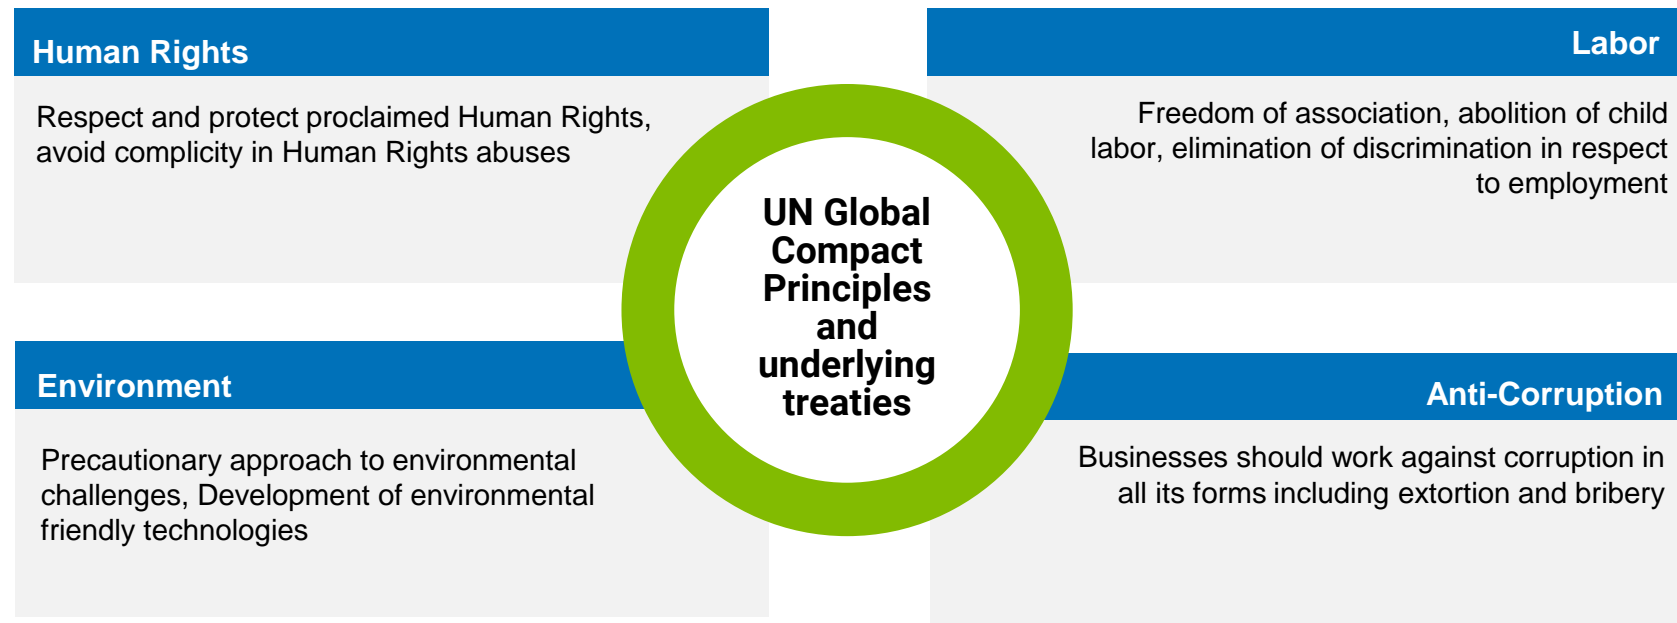 Human Rights
Respect and protect proclaimed Human Rights,
avoid complicity in Human Rights abuses
Labor
Freedom of association, abolition of child
labor, elimination of discrimination in respect
to employment
UN Global
Compact
Principles
and
underlying
treaties
Environment
Precautionary approach to environmental
challenges, Development of environmental
friendly technologies
Anti-Corruption
Businesses should work against corruption in
all its forms including extortion and bribery